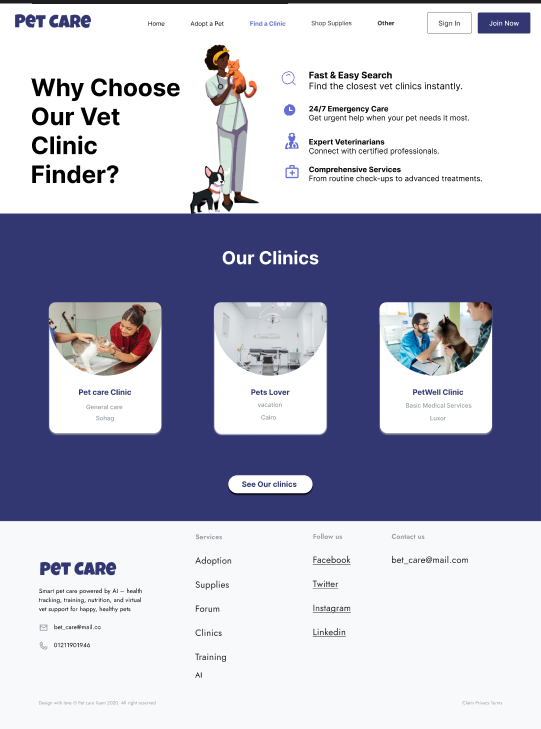 PET CARE
Home
Adopt a Pet
Find a Clinic
Shop Supplies
Other
Sign In
Join Now
Why Choose
Our Vet
Clinic
Finder?
Fast & Easy Search
Find the closest vet clinics instantly.
24/7 Emergency Care
Get urgent help when your pet needs it most.
Expert Veterinarians
Connect with certified professionals.
Comprehensive Services
From routine check-ups to advanced treatments.
Our Clinics
Pet care Clinic
General care
Sohag
Pets Lover
vacation
Cairo
PetWell Clinic
Basic Medical Services
Luxor
See Our clinics
PET CARE
Smart pet care powered by AI – health
tracking, training, nutrition, and virtual
vet support for happy, healthy pets
bet_care@mail.co
01211901946
Services
Adoption
Supplies
Forum
Clinics
Training
AI
Follow us
Facebook
Twitter
Instagram
Linkedin
Contact us
bet_care@mail.com
Design with love © Pet care team 2025. All right reserved
Privacy Terms